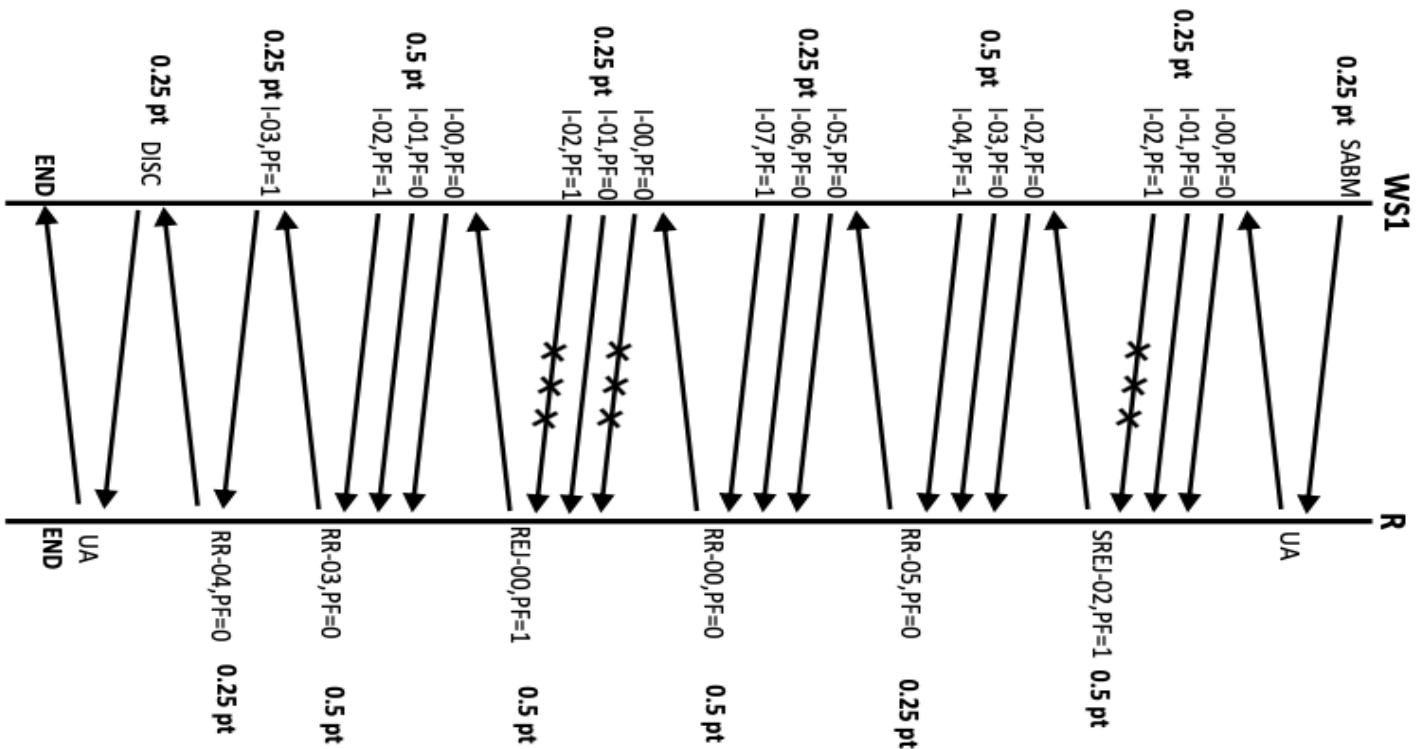 WS1
R
0.25 pt SABM
UA
0.25 pt
I-00,PF=0
I-01,PF=0
I-02,PF=1
SREJ-02,PF=1 0.5 pt
0.5 pt
I-02,PF=0
I-03,PF=0
I-04,PF=1
RR-05,PF=0 0.25 pt
0.25 pt
I-05,PF=0
I-06,PF=0
I-07,PF=1
RR-00,PF=0 0.5 pt
0.25 pt
I-00,PF=0
I-01,PF=0
I-02,PF=1
REJ-00,PF=1 0.5 pt
0.5 pt
I-00,PF=0
I-01,PF=0
I-02,PF=1
RR-03,PF=0 0.5 pt
0.25 pt I-03,PF=1
RR-04,PF=0 0.25 pt
0.25 pt DISC
UA
END
END